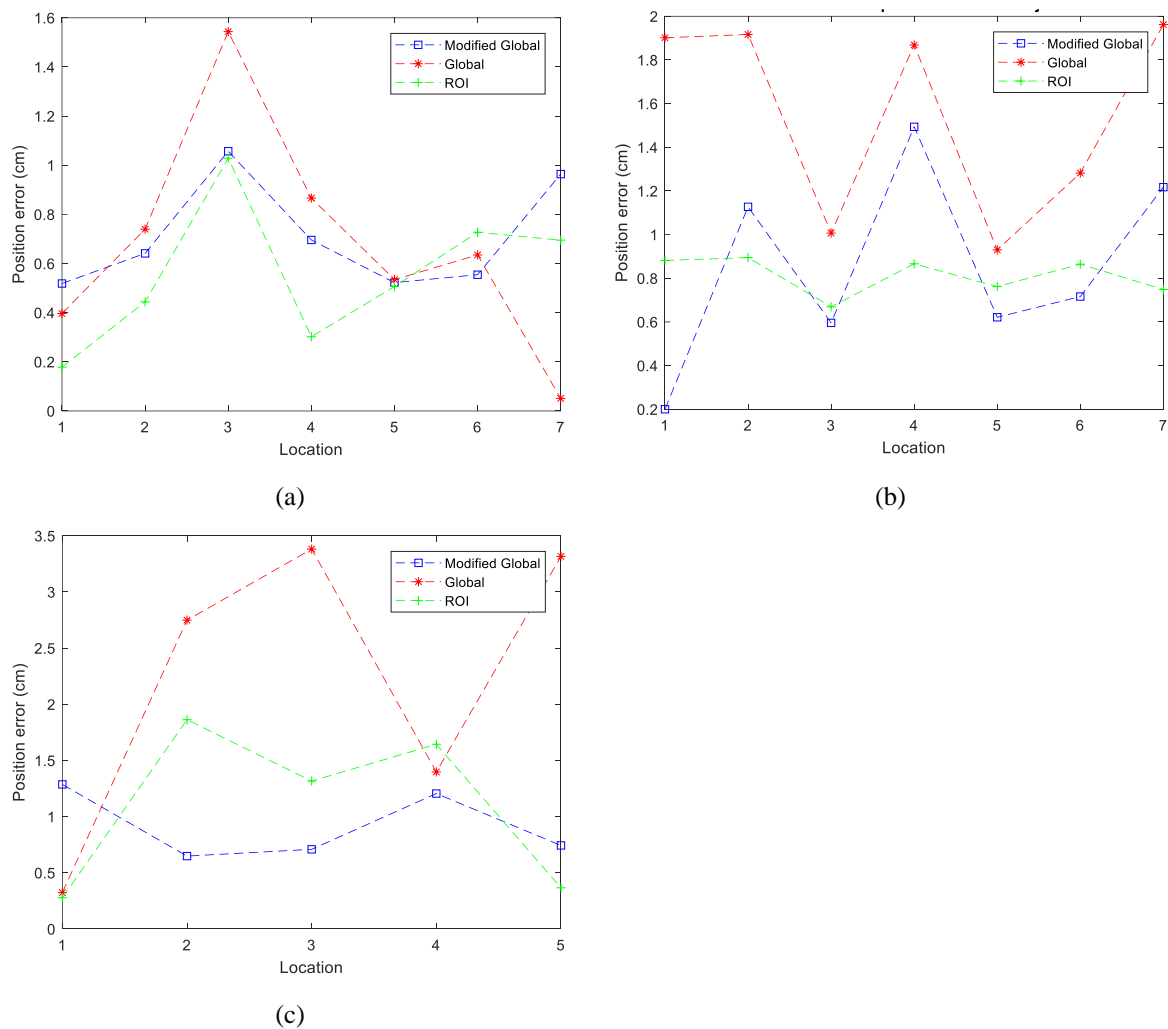 1.6
1.4
1.2
1
0.8
0.6
0.4
0.2
0
Position error (cm)
Modified Global
Global
ROI
1 2 3 4 5 6 7
Location
(a)
2
1.8
1.6
1.4
1.2
1
0.8
0.6
0.4
0.2
Position error (cm)
Modified Global
Global
ROI
1 2 3 4 5 6 7
Location
(b)
3.5
3
2.5
2
1.5
1
0.5
0
Position error (cm)
Modified Global
Global
ROI
1 2 3 4 5
Location
(c)